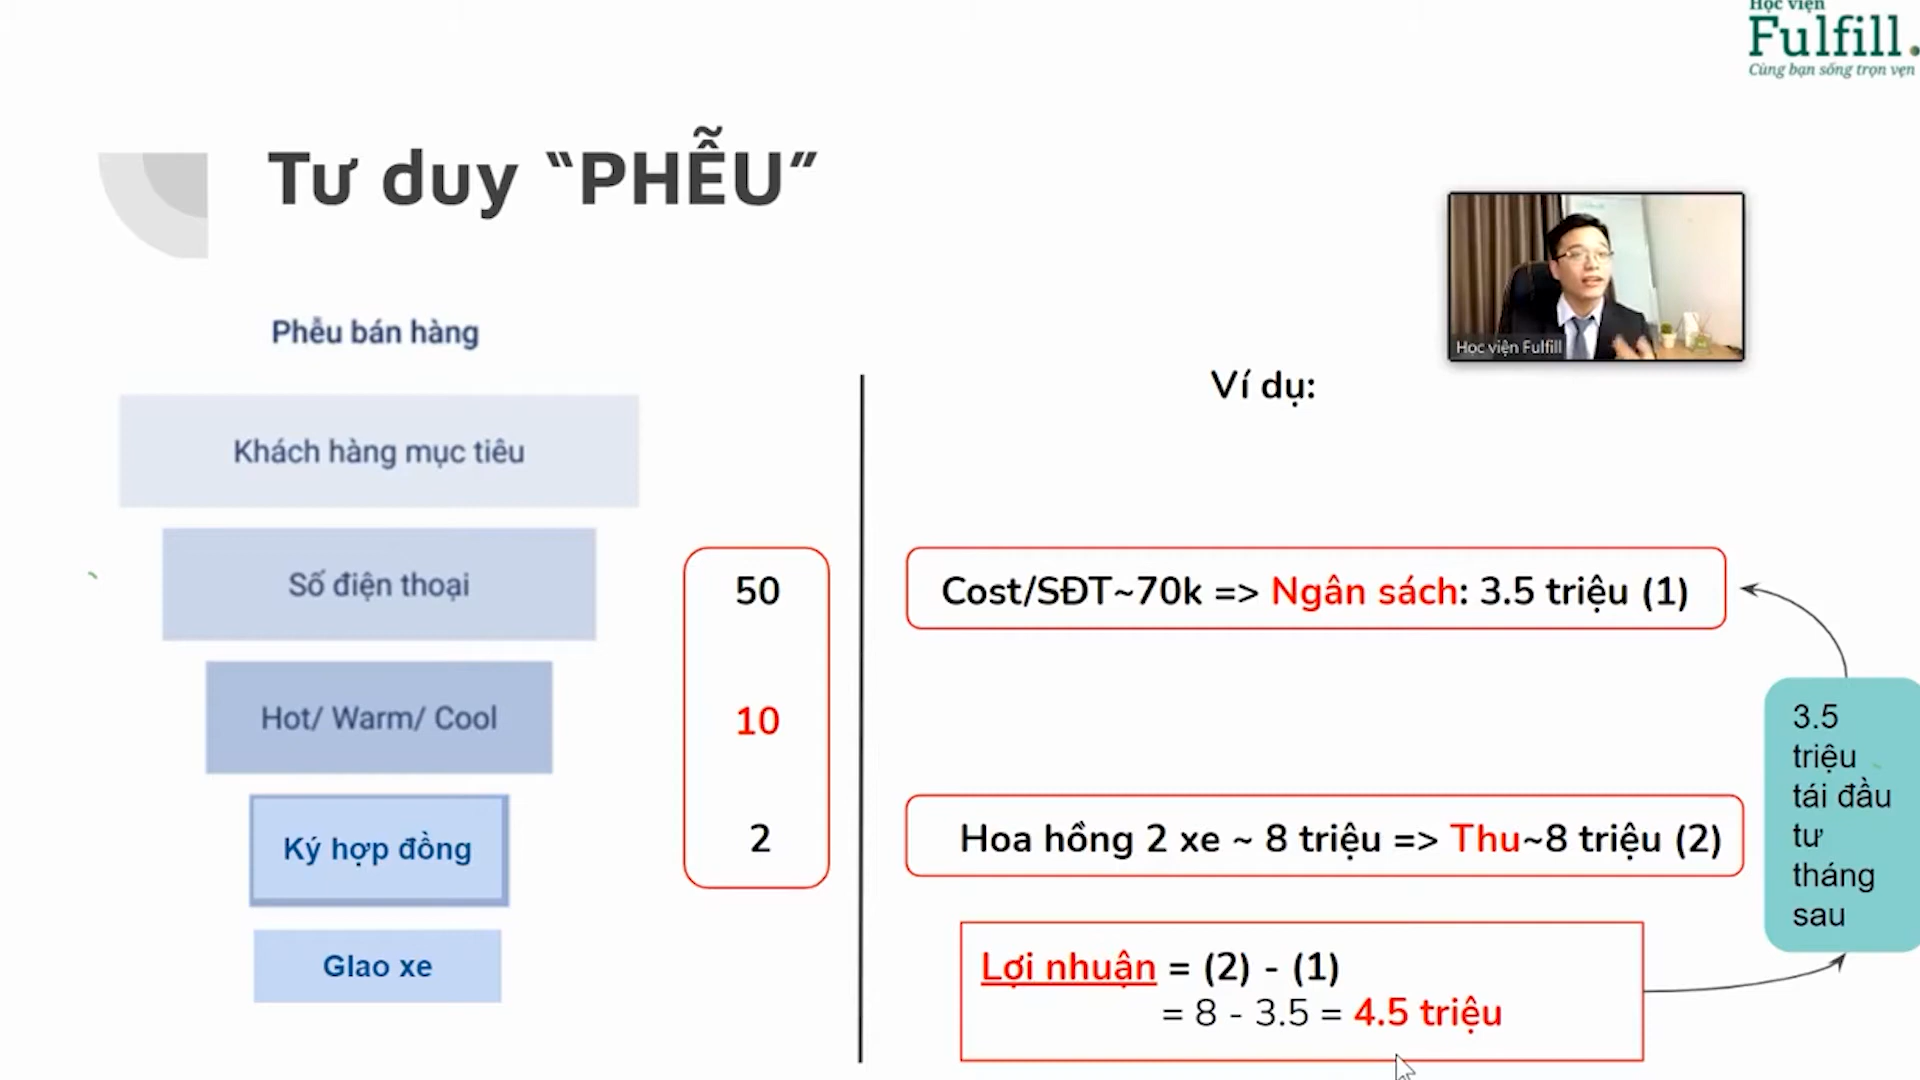 Học viện
Fulfill.
Cùng bạn sống trọn vẹn
Tư duy “PHỄU”
Phễu bán hàng
Học viện Fulfill
Ví dụ:
Khách hàng mục tiêu
Số điện thoại
50
Cost/SĐT~70k => Ngân sách: 3.5 triệu (1)
Hot/ Warm/ Cool
10
3.5
triệu
tái đầu
tư
tháng
sau
Ký hợp đồng
2
Hoa hồng 2 xe ~ 8 triệu => Thu~8 triệu (2)
GIao xe
Lợi nhuận = (2) - (1)
= 8 - 3.5 = 4.5 triệu